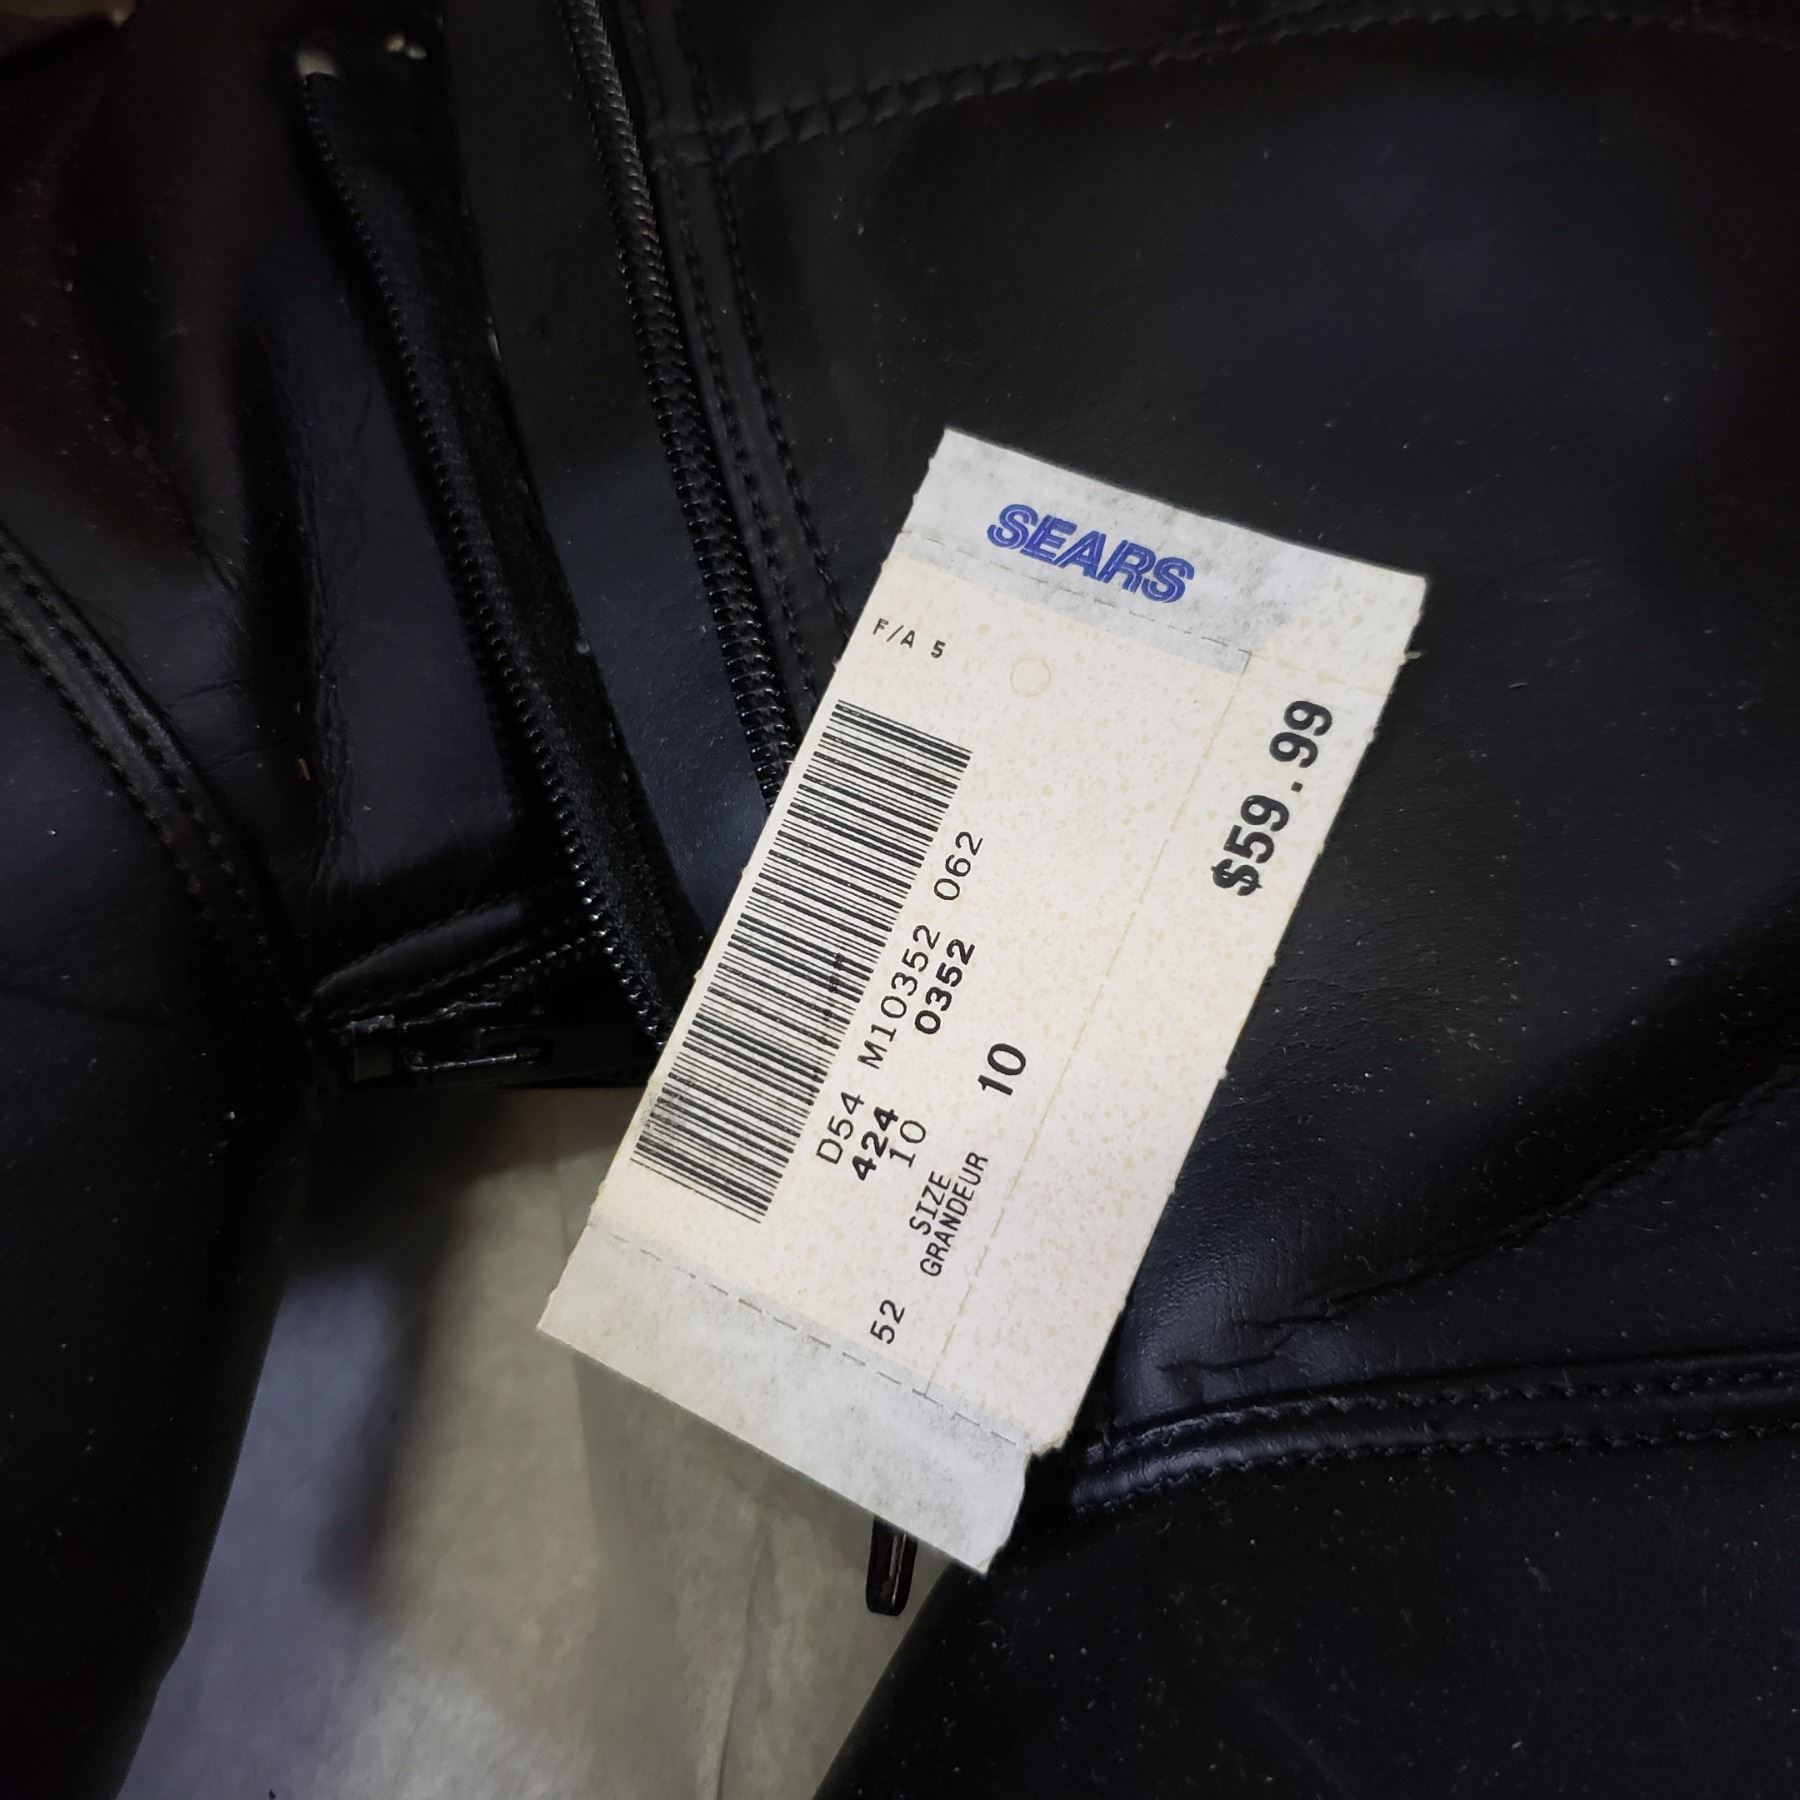 SEARS
F/A 5
$59.99
D54 M10352 062
424 0352
10
SIZE 10
GRANDEUR
52